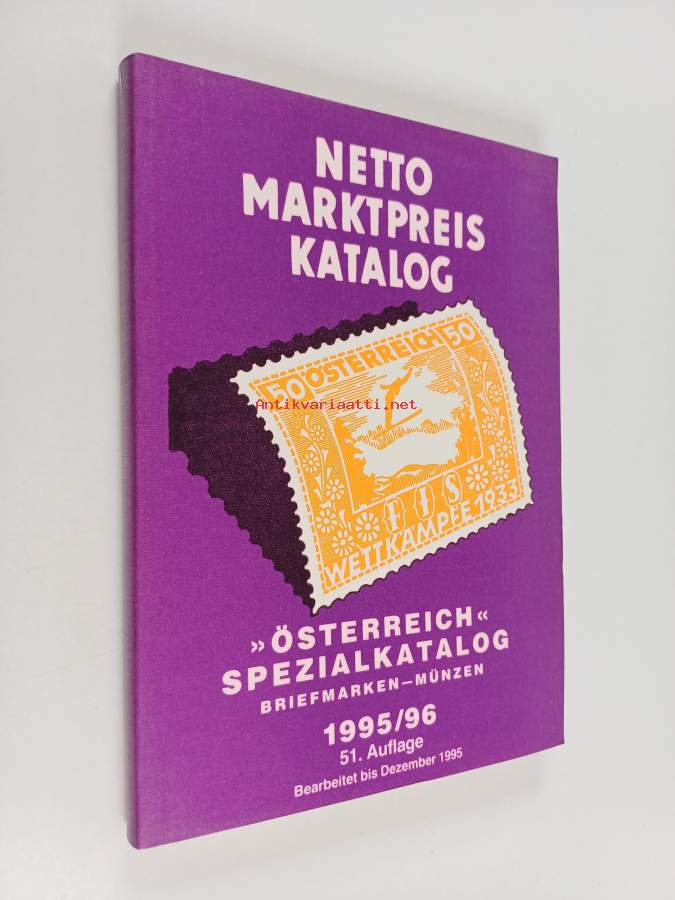 NETTO
MARKTPREIS
KATALOG
50 ÖSTERREICH 50
Antikvariaatti.net
FIS
WETTKÄMPFE 1933
»ÖSTERREICH«
SPEZIALKATALOG
BRIEFMARKEN–MÜNZEN
1995/96
51. Auflage
Bearbeitet bis Dezember 1995